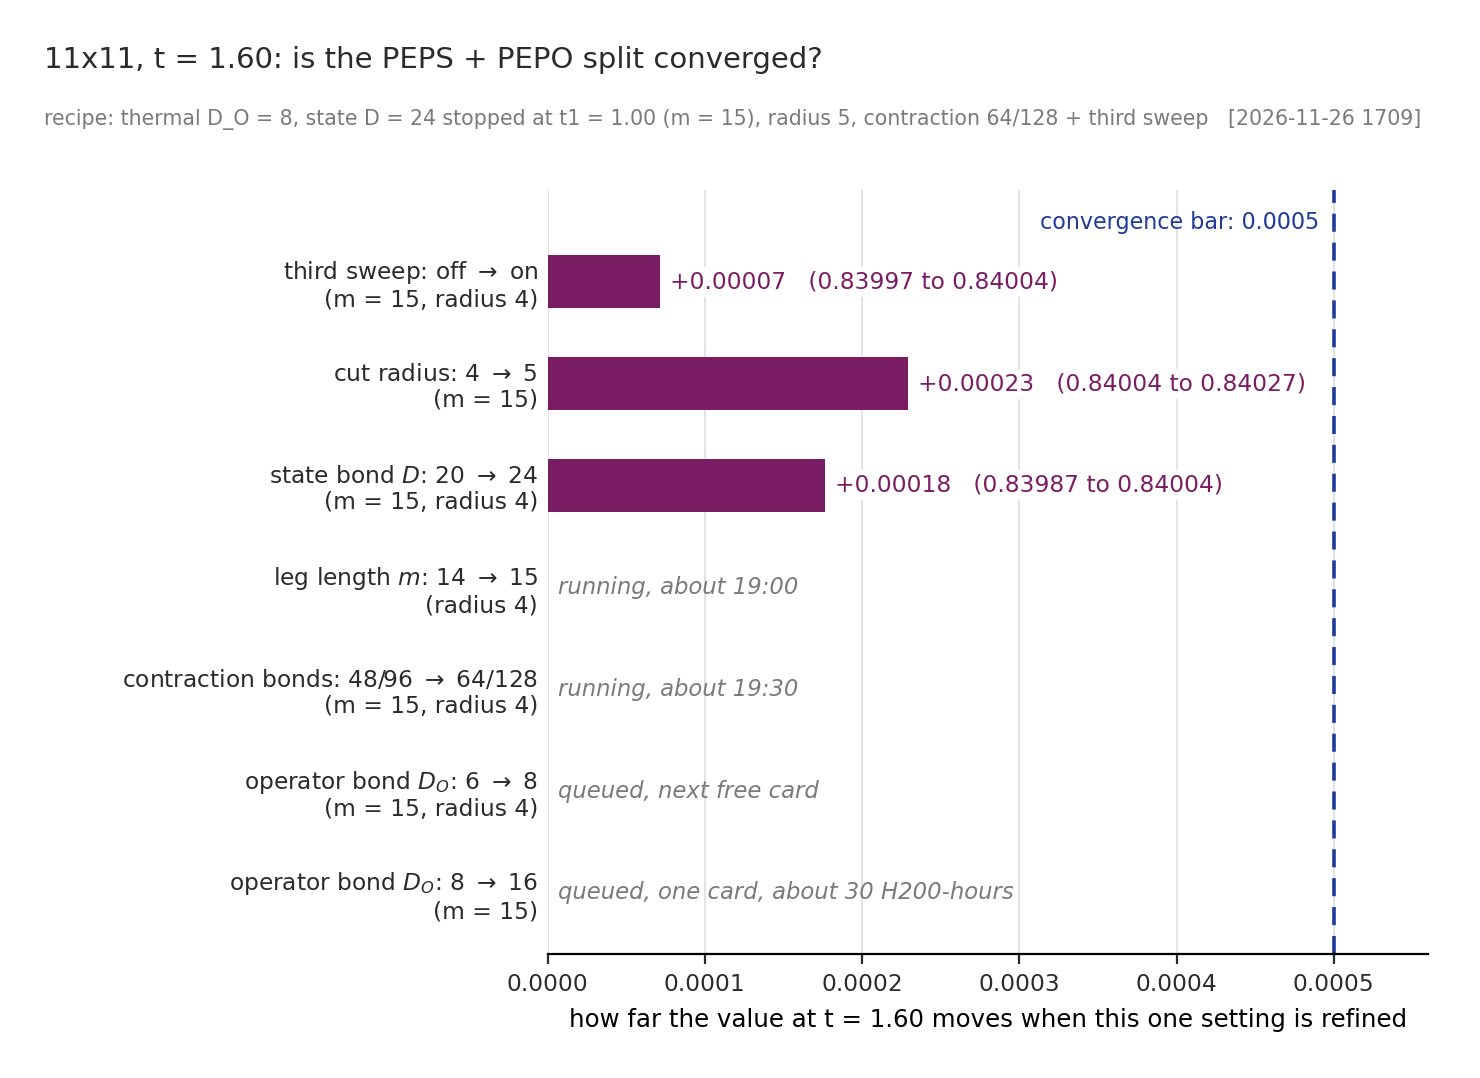 11x11, t = 1.60: is the PEPS + PEPO split converged?
recipe: thermal D_O = 8, state D = 24 stopped at t1 = 1.00 (m = 15), radius 5, contraction 64/128 + third sweep [2026-11-26 1709]
convergence bar: 0.0005
third sweep: off → on
(m = 15, radius 4)
+0.00007 (0.83997 to 0.84004)
cut radius: 4 → 5
(m = 15)
+0.00023 (0.84004 to 0.84027)
state bond D: 20 → 24
(m = 15, radius 4)
+0.00018 (0.83987 to 0.84004)
leg length m: 14 → 15
(radius 4)
running, about 19:00
contraction bonds: 48/96 → 64/128
(m = 15, radius 4)
running, about 19:30
operator bond D_O: 6 → 8
(m = 15, radius 4)
queued, next free card
operator bond D_O: 8 → 16
(m = 15)
queued, one card, about 30 H200-hours
0.0000 0.0001 0.0002 0.0003 0.0004 0.0005
how far the value at t = 1.60 moves when this one setting is refined